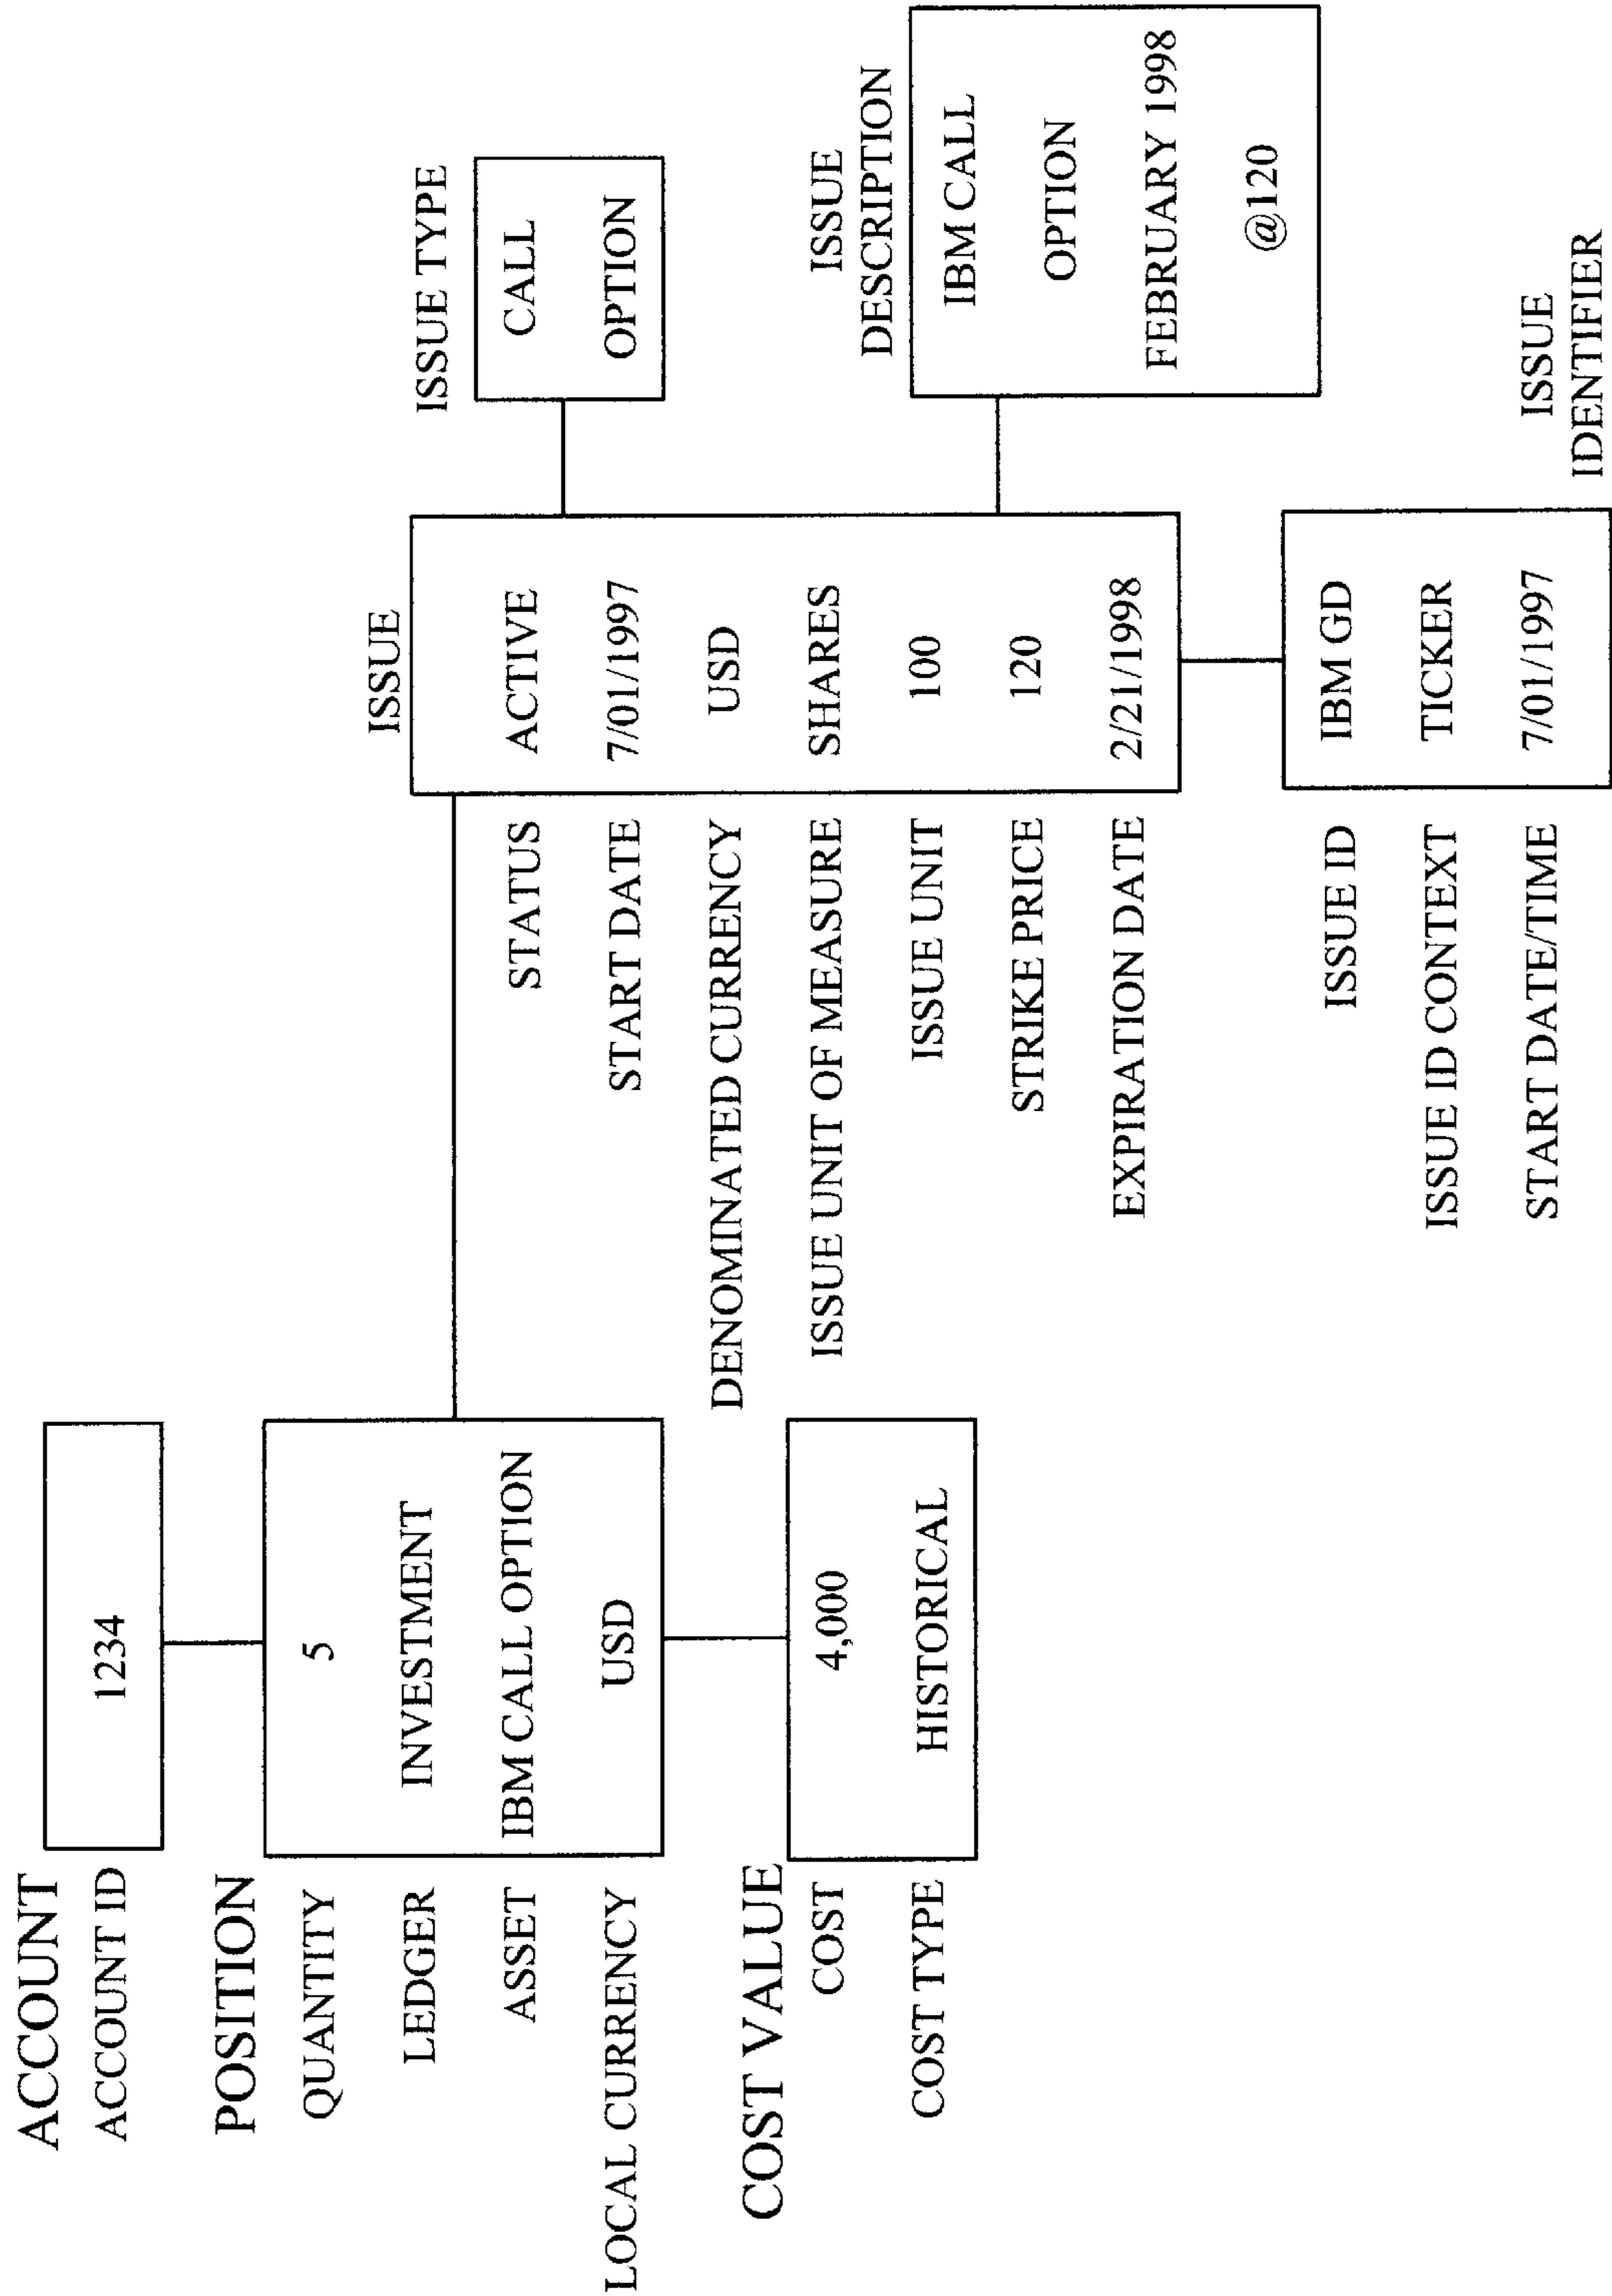 ACCOUNT
ACCOUNT ID
1234
POSITION
QUANTITY
5
LEDGER
INVESTMENT
ASSET
IBM CALL OPTION
LOCAL CURRENCY
USD
COST VALUE
COST
4,000
COST TYPE
HISTORICAL
ISSUE
STATUS
ACTIVE
START DATE
7/01/1997
DENOMINATED CURRENCY
USD
ISSUE UNIT OF MEASURE
SHARES
ISSUE UNIT
100
STRIKE PRICE
120
EXPIRATION DATE
2/21/1998
ISSUE TYPE
CALL
OPTION
ISSUE
DESCRIPTION
IBM CALL
OPTION
FEBRUARY 1998
@120
ISSUE ID
IBM GD
ISSUE ID CONTEXT
TICKER
START DATE/TIME
7/01/1997
ISSUE
IDENTIFIER